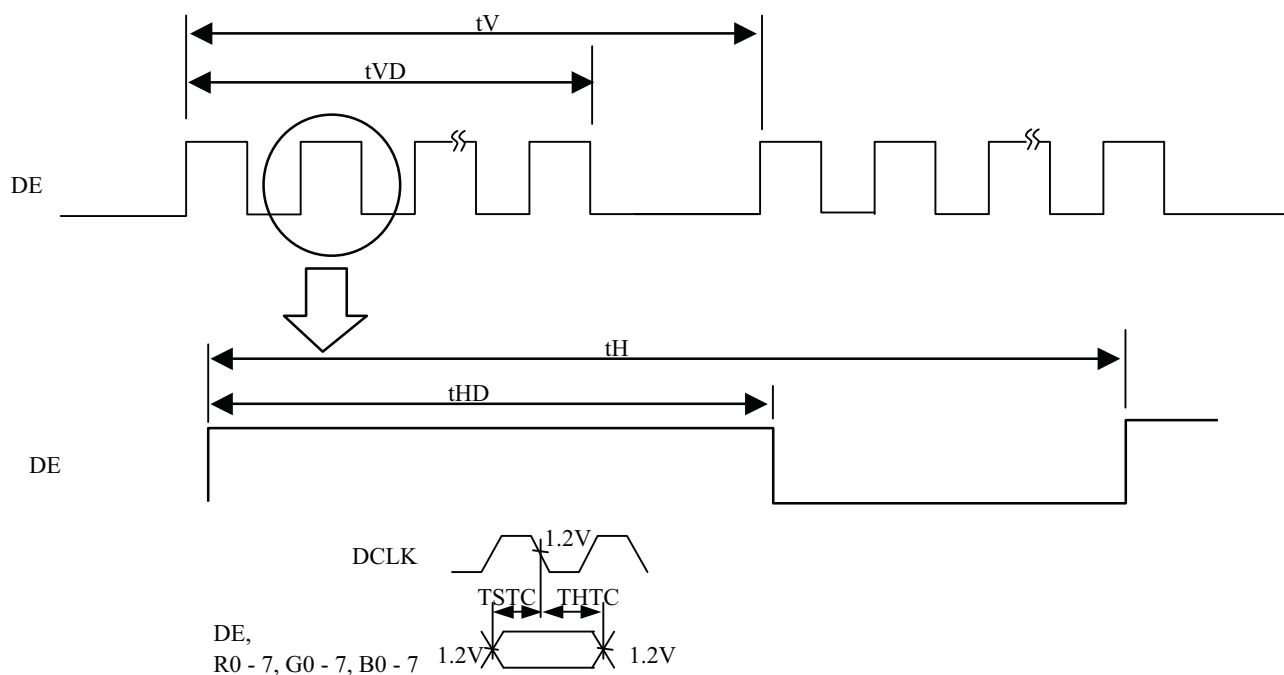 tV
tVD
DE
tH
tHD
DE
DCLK
1.2V
TSTC THTC
DE,
R0 - 7, G0 - 7, B0 - 7
1.2V
1.2V